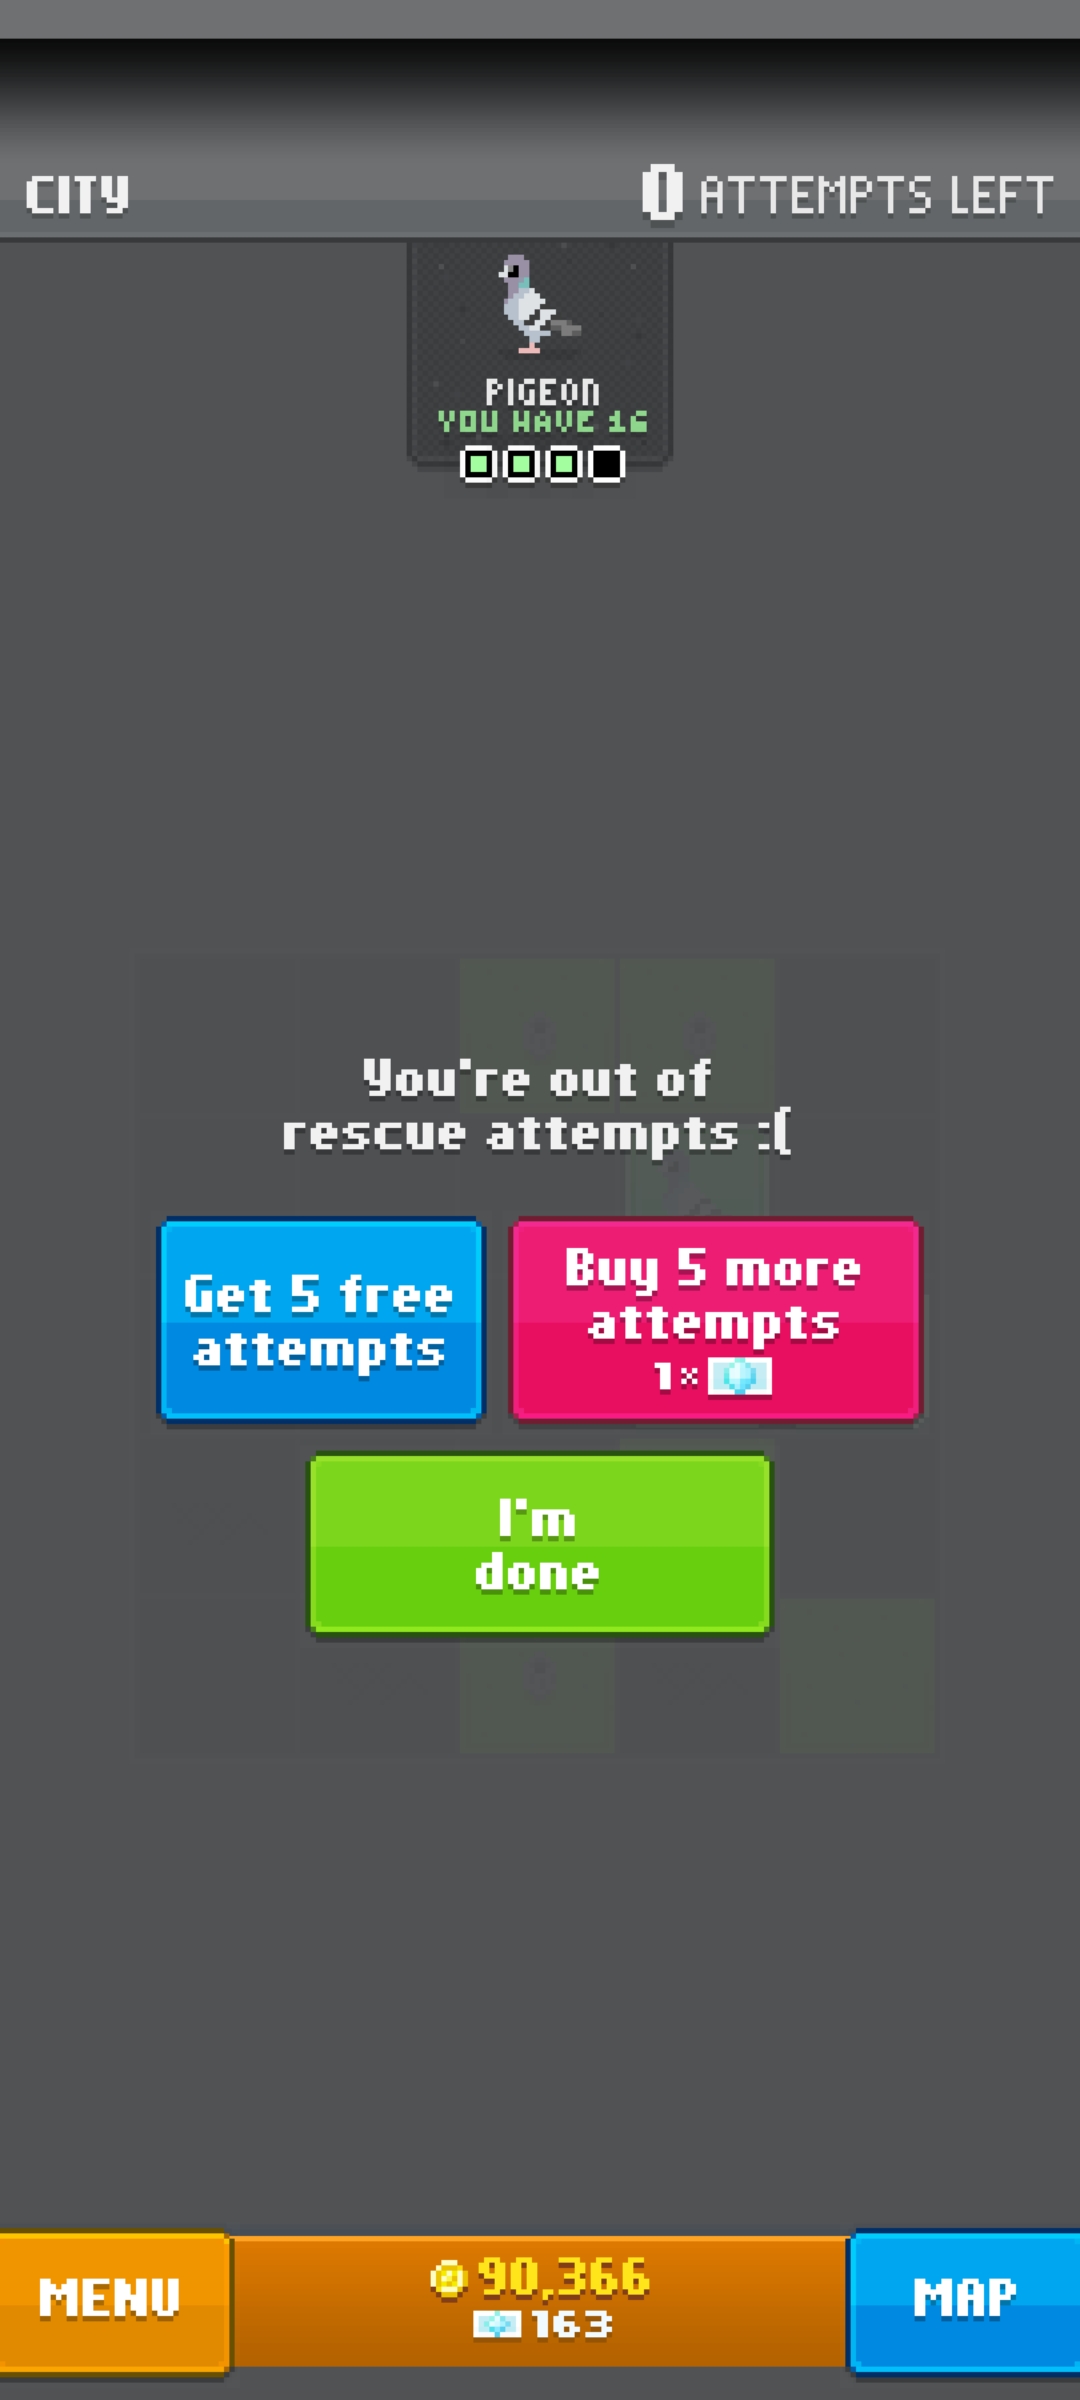 CITY
0 ATTEMPTS LEFT
PIGEON
YOU HAVE 16
You're out of
rescue attempts :(
Get 5 free
attempts
Buy 5 more
attempts
1×
I'm
done
MENU
90,366
163
MAP